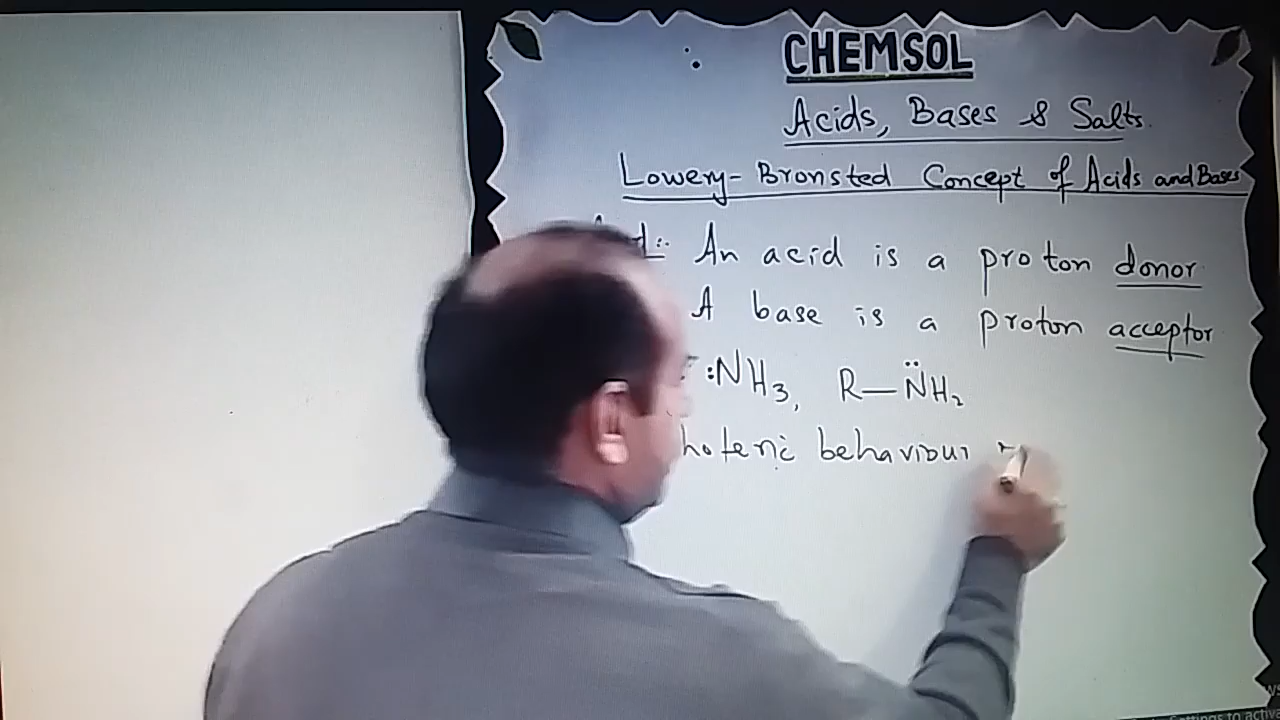 CHEMSOL
Acids, Bases & Salts.
Lowery-Bronsted Concept of Acids and Bases
An acid is a proton donor
A base is a proton acceptor
:NH₃, R—N̈H₂
behaviour